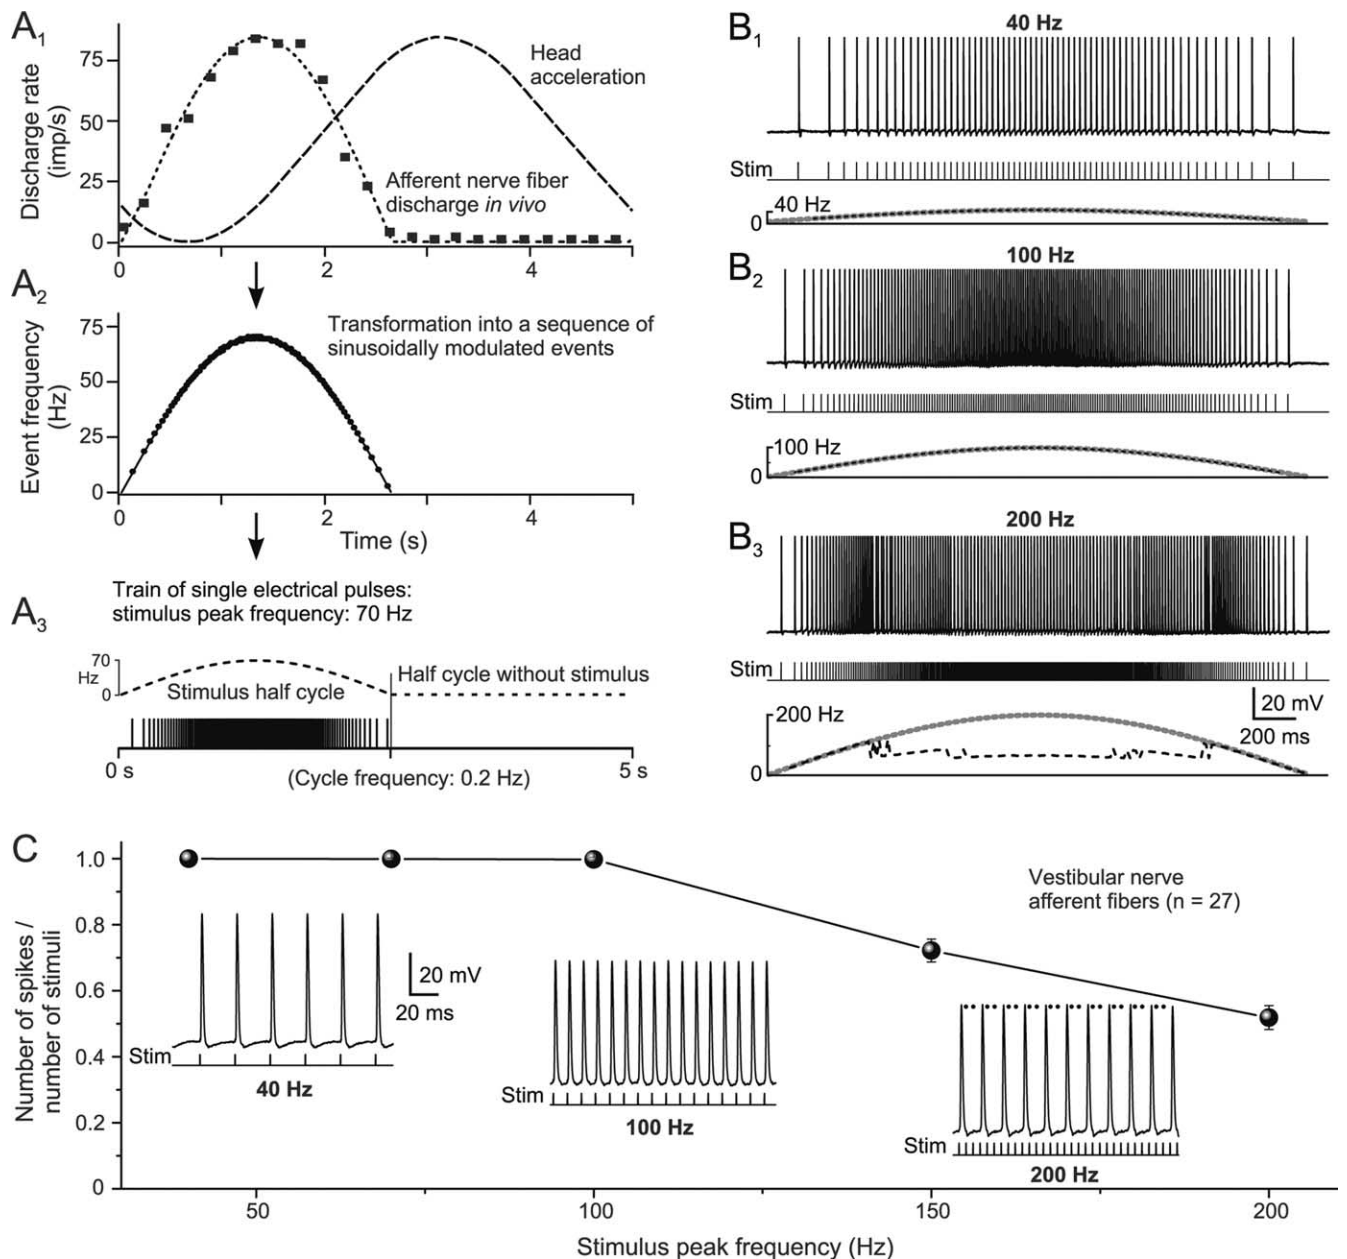 A1
75
50
25
0
Discharge rate
(imp/s)
Head
acceleration
Afferent nerve fiber
discharge in vivo
0
2
4
A2
75
50
25
0
Event frequency
(Hz)
Transformation into a sequence of
sinusoidally modulated events
0
2
4
Time (s)
Train of single electrical pulses:
stimulus peak frequency: 70 Hz
A3
70
Hz
0
Stimulus half cycle
Half cycle without stimulus
0 s
(Cycle frequency: 0.2 Hz)
5 s
B1
40 Hz
Stim
40 Hz
0
B2
100 Hz
Stim
100 Hz
0
B3
200 Hz
Stim
20 mV
200 ms
200 Hz
0
C
1.0
0.8
0.6
0.4
0.2
0
Number of spikes /
number of stimuli
Vestibular nerve
afferent fibers (n = 27)
20 mV
20 ms
Stim
40 Hz
Stim
100 Hz
Stim
200 Hz
50
100
150
200
Stimulus peak frequency (Hz)